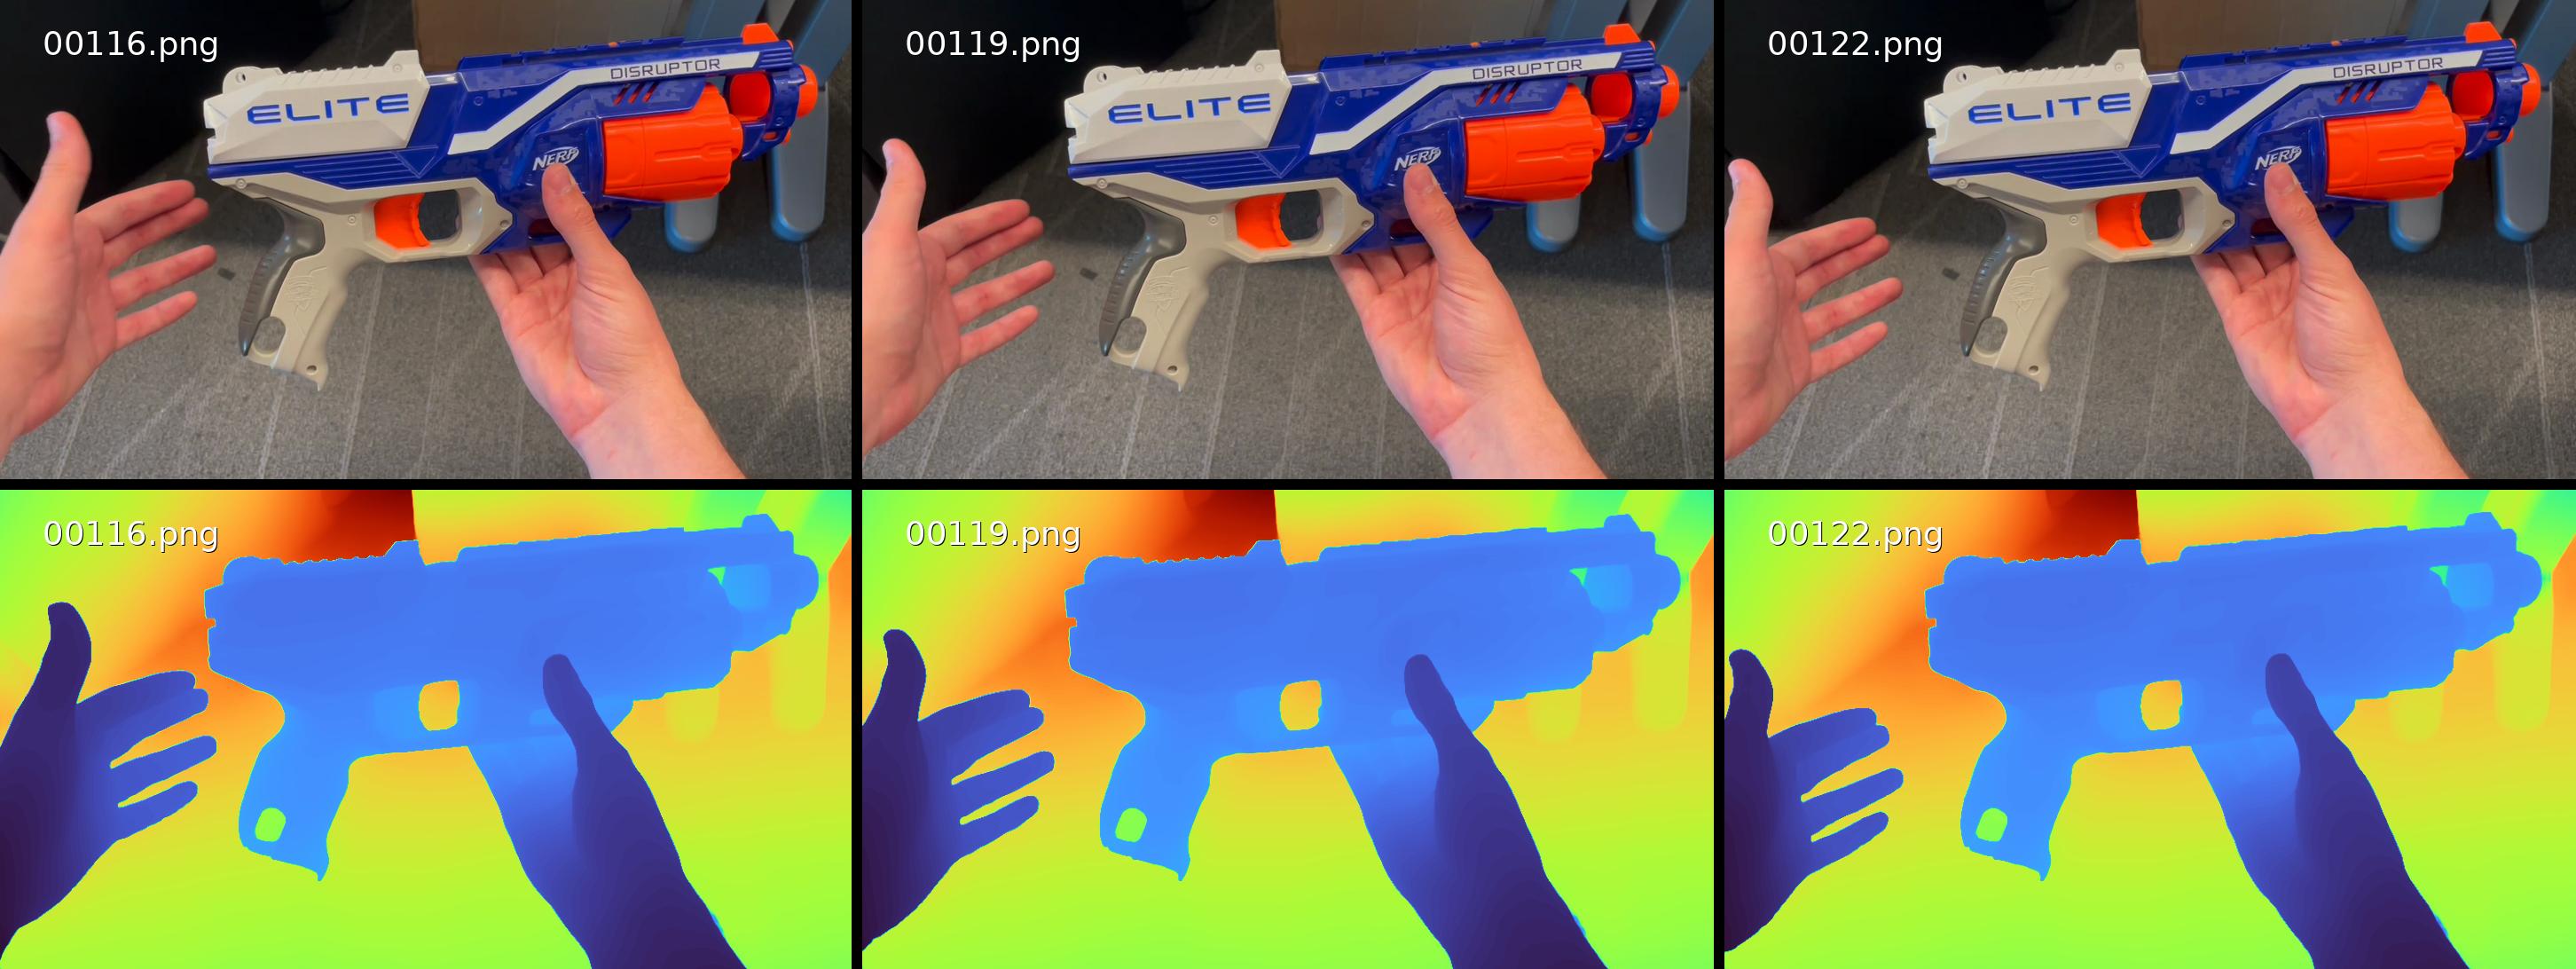 00116.png
DISRUPTOR
ELITE
NERF
00119.png
DISRUPTOR
ELITE
NERF
00122.png
DISRUPTOR
ELITE
NERF
00116.png
00119.png
00122.png